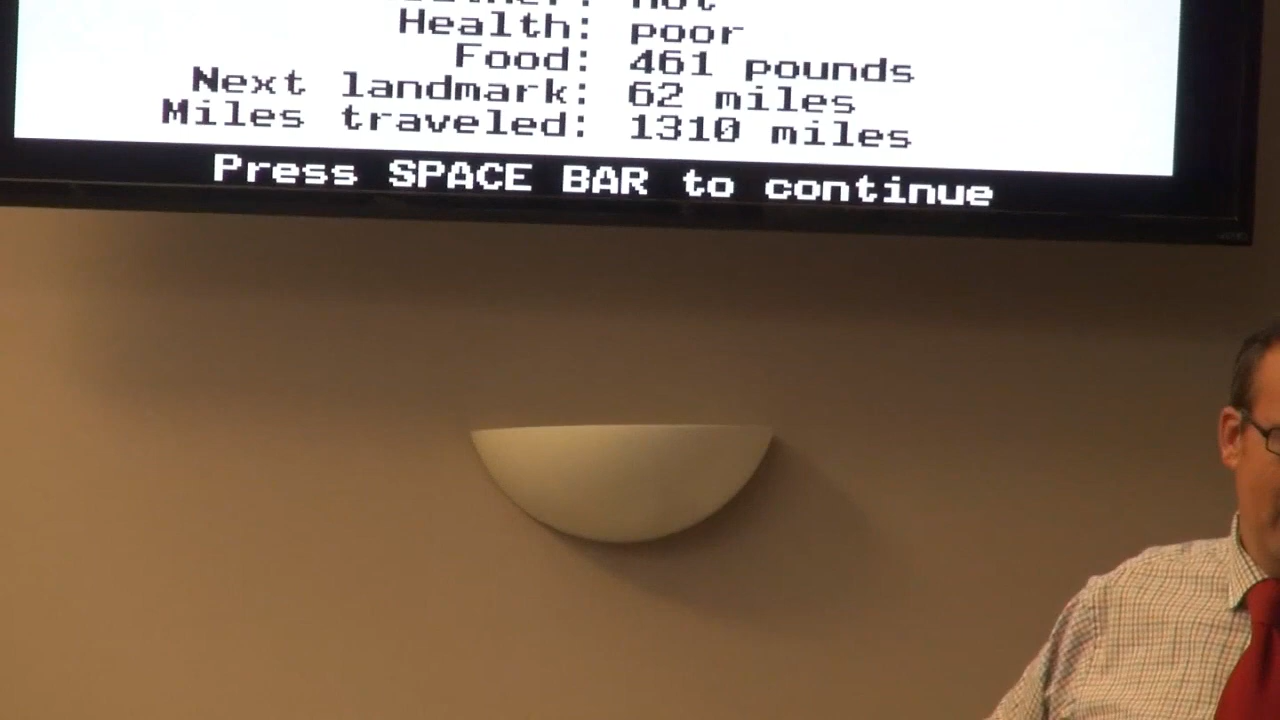 Health: poor
Food: 461 pounds
Next landmark: 62 miles
Miles traveled: 1310 miles
Press SPACE BAR to continue